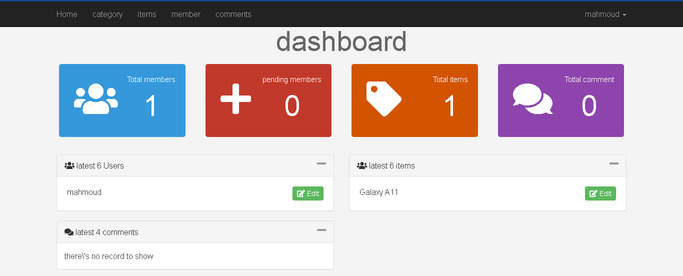 Home category items member comments mahmoud
dashboard
Total members
1
pending members
0
Total items
1
Totlal comment
0
latest 6 Users
mahmoud Edit
latest 6 items
Galaxy A11 Edit
latest 4 comments
there\'s no record to show